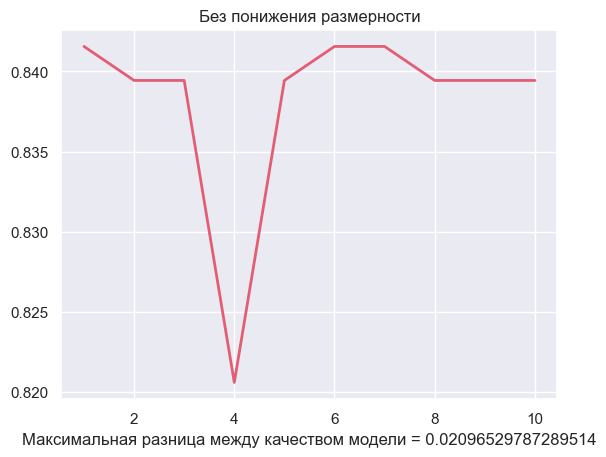 Без понижения размерности
0.840
0.835
0.830
0.825
0.820
2 4 6 8 10
Максимальная разница между качеством модели = 0.02096529787289514